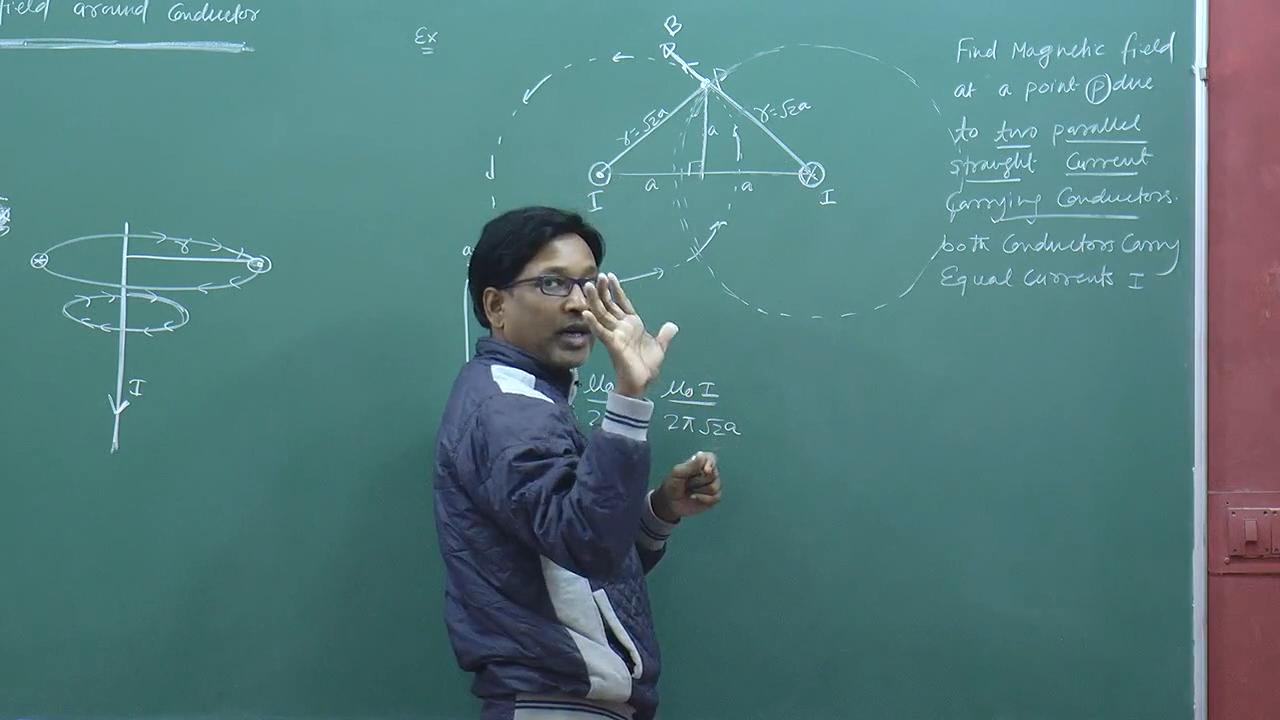 field around Conductor
Ex
B
P
r=√2a
r=√2a
a
a
a
I
I
r
I
Find Magnetic field
at a point Ⓟ due
to two parallel
straight Current
Carrying Conductors.
both Conductors Carry
Equal Currents I
μ₀I
2π√2a